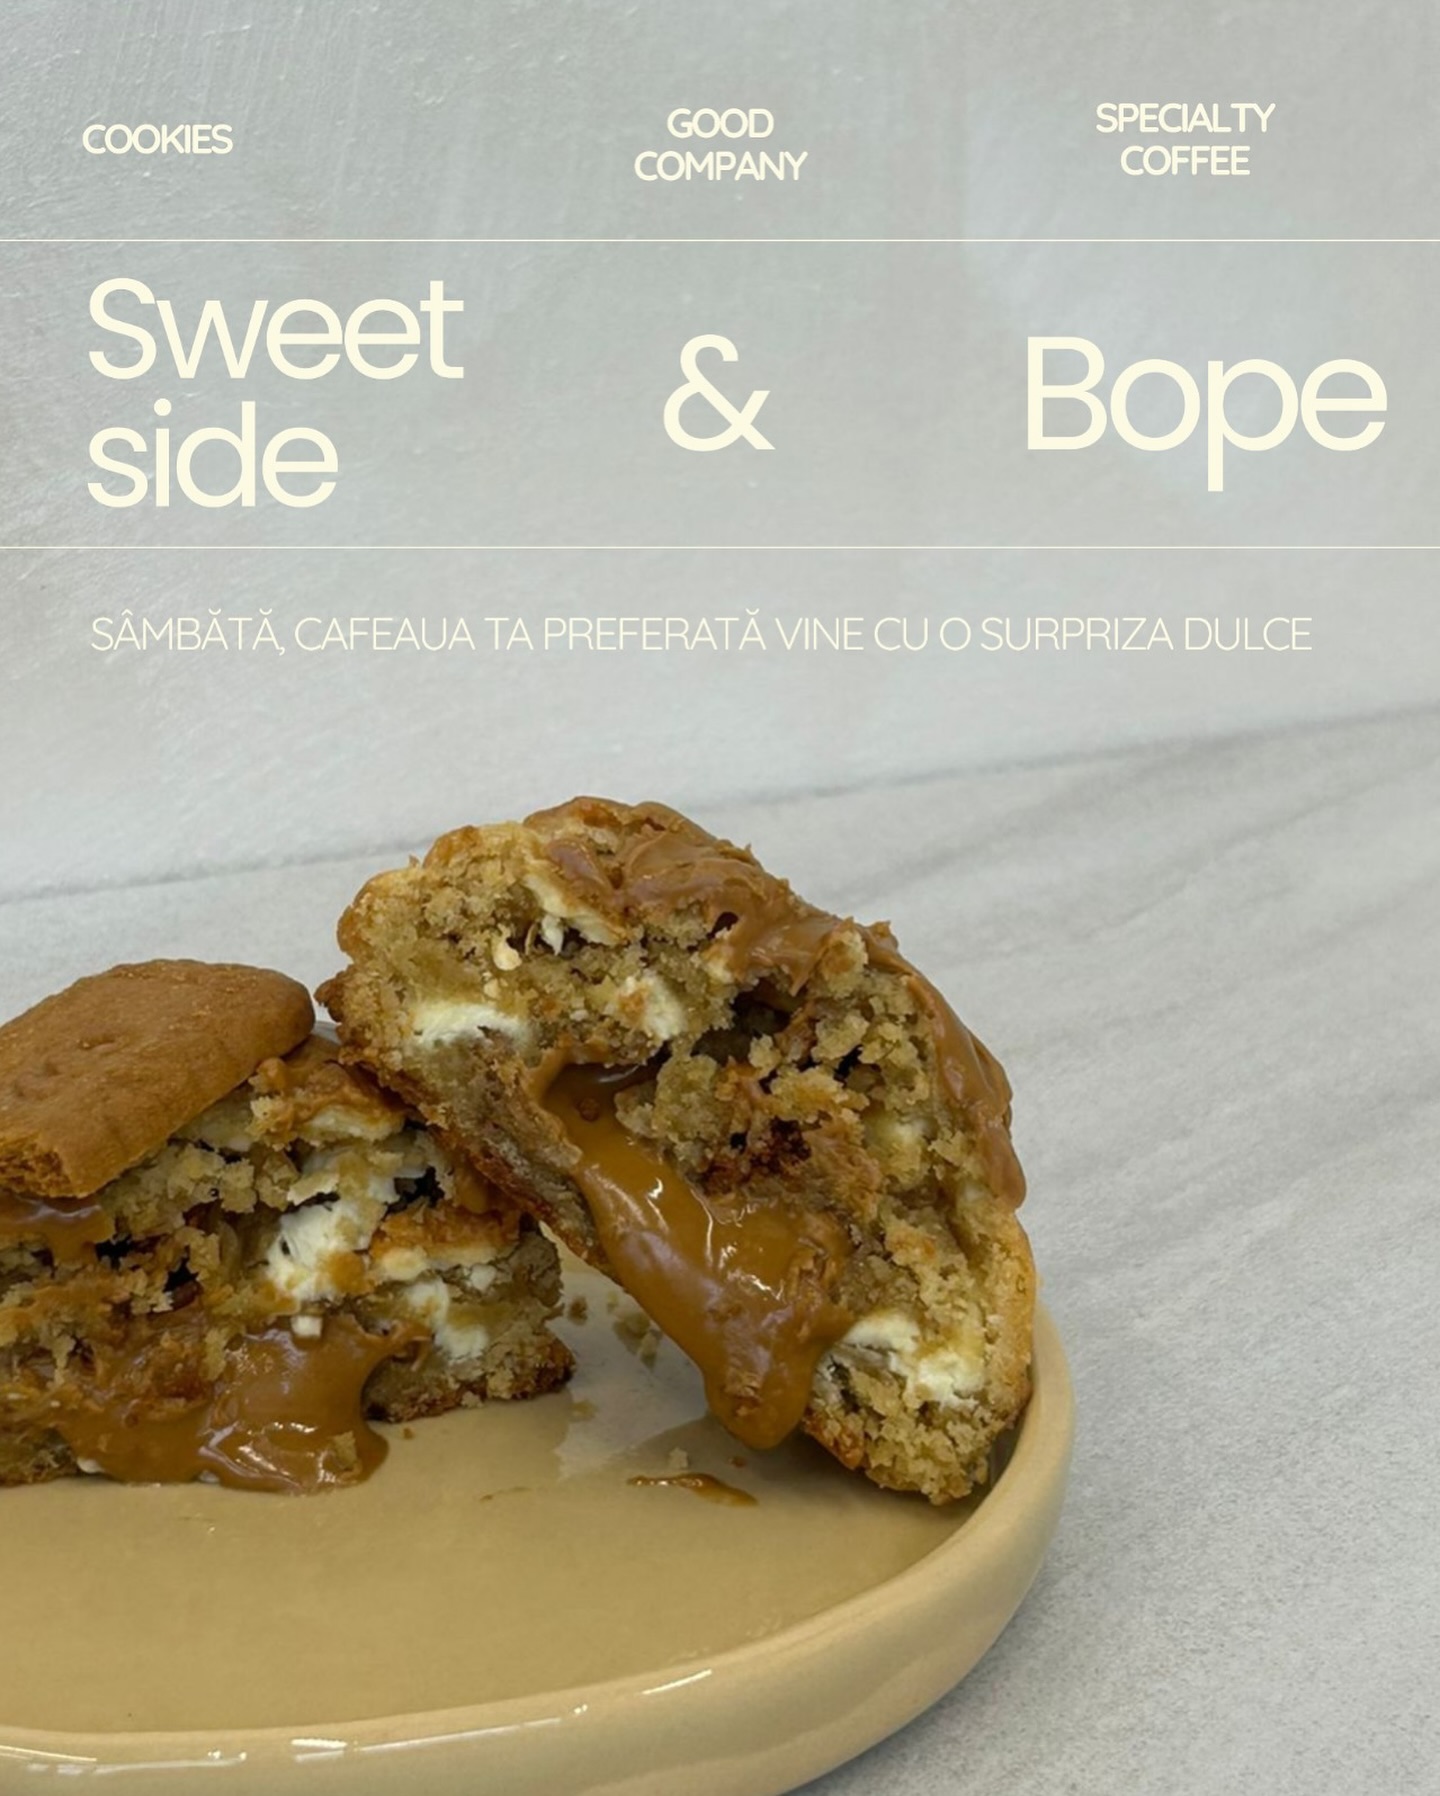 COOKIES
GOOD
COMPANY
SPECIALTY
COFFEE
Sweet
side
&
Bope
SÂMBĂTĂ, CAFEAUA TA PREFERATĂ VINE CU O SURPRIZA DULCE